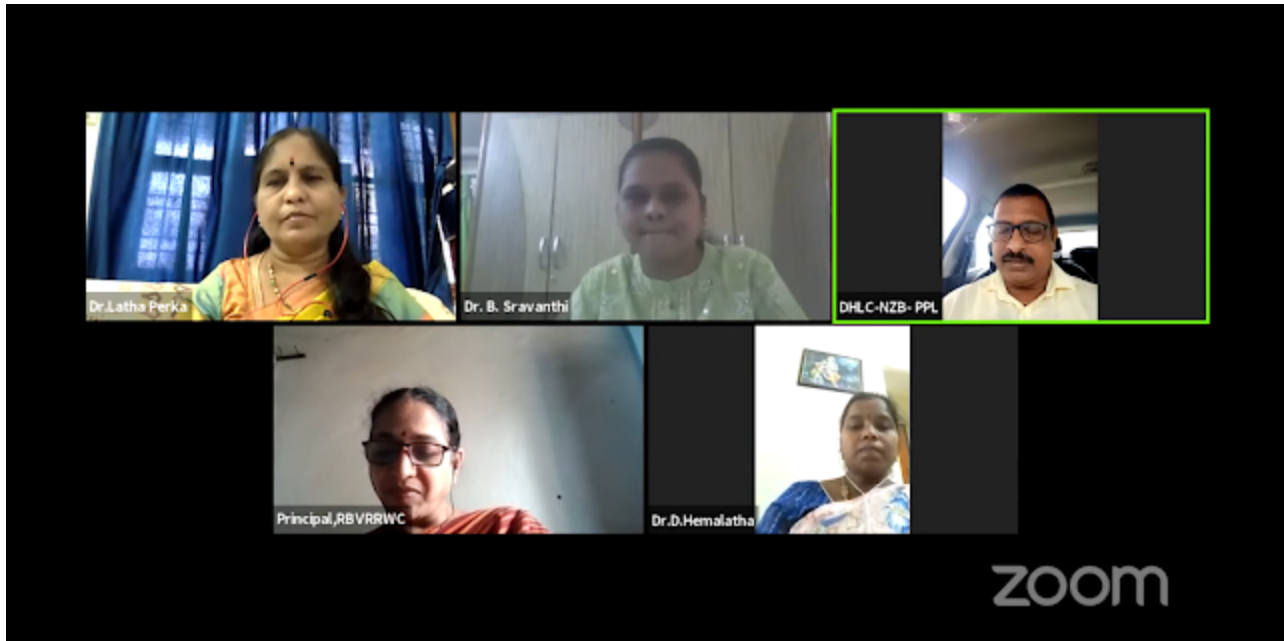 Dr.Latha Perka
Dr. B. Sravanthi
DHLC-NZB- PPL
Principal,RBVRRWC
Dr.D.Hemalatha
zoom